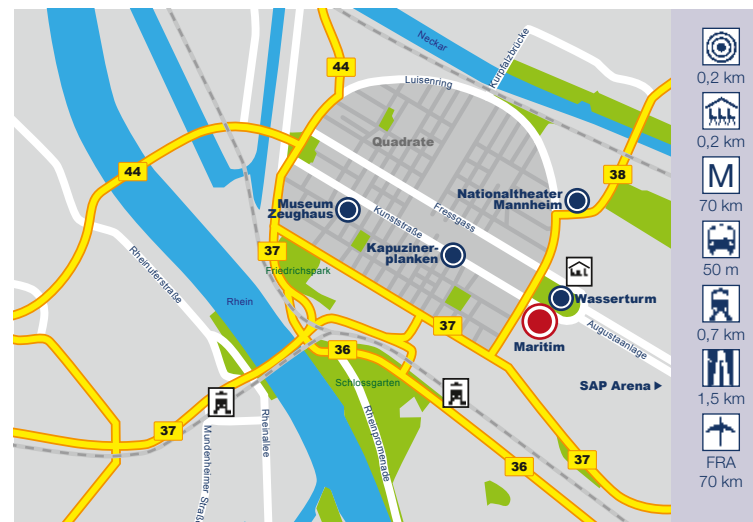 Neckar
Kurpfalzbrücke
44
Luisenring
Quadrate
44
38
Nationaltheater
Mannheim
Museum
Zeughaus
Kunststraße
Fressgass
37
Kapuziner-
planken
Friedrichspark
Rheinuferstraße
Rhein
Wasserturm
37
Augustaanlage
Maritim
36
Schlossgarten
SAP Arena
37
Rheinallee
Mundenheimer Straße
Rheinpromenade
36
37
0,2 km
0,2 km
M
70 km
50 m
0,7 km
1,5 km
FRA
70 km